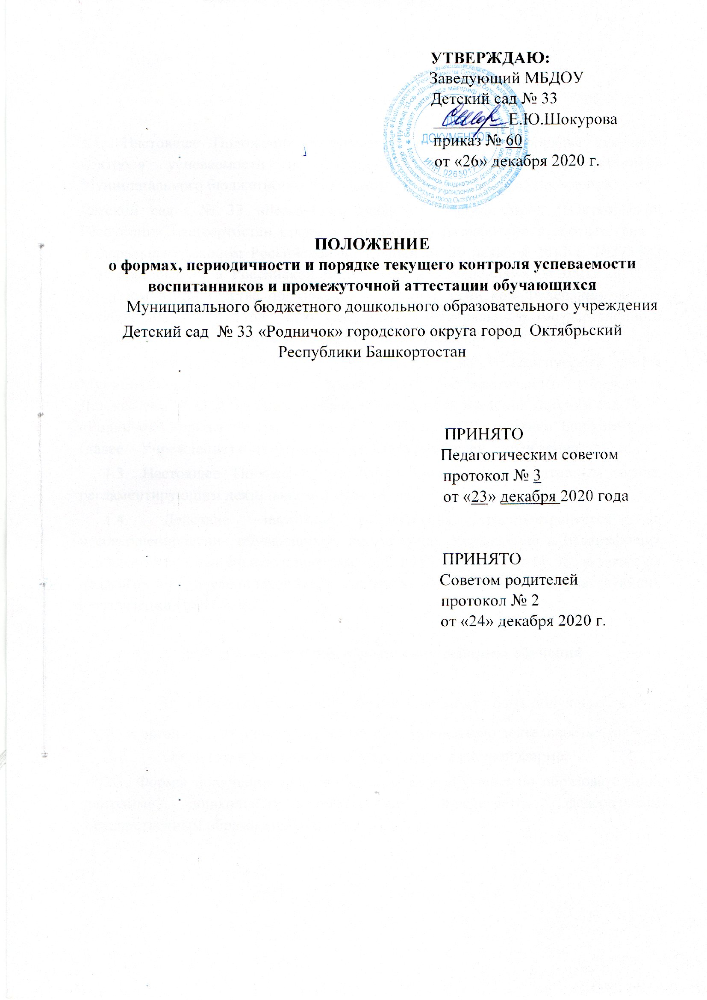 УТВЕРЖДАЮ:
Заведующий МБДОУ
Детский сад № 33
Е.Ю.Шокурова
приказ № 60
от «26» декабря 2020 г.
ДОКУМЕНТОВ
ПОЛОЖЕНИЕ
о формах, периодичности и порядке текущего контроля успеваемости
воспитанников и промежуточной аттестации обучающихся
Муниципального бюджетного дошкольного образовательного учреждения
Детский сад № 33 «Родничок» городского округа город Октябрьский
Республики Башкортостан
ПРИНЯТО
Педагогическим советом
протокол № 3
от «23» декабря 2020 года
ПРИНЯТО
Советом родителей
протокол № 2
от «24» декабря 2020 г.